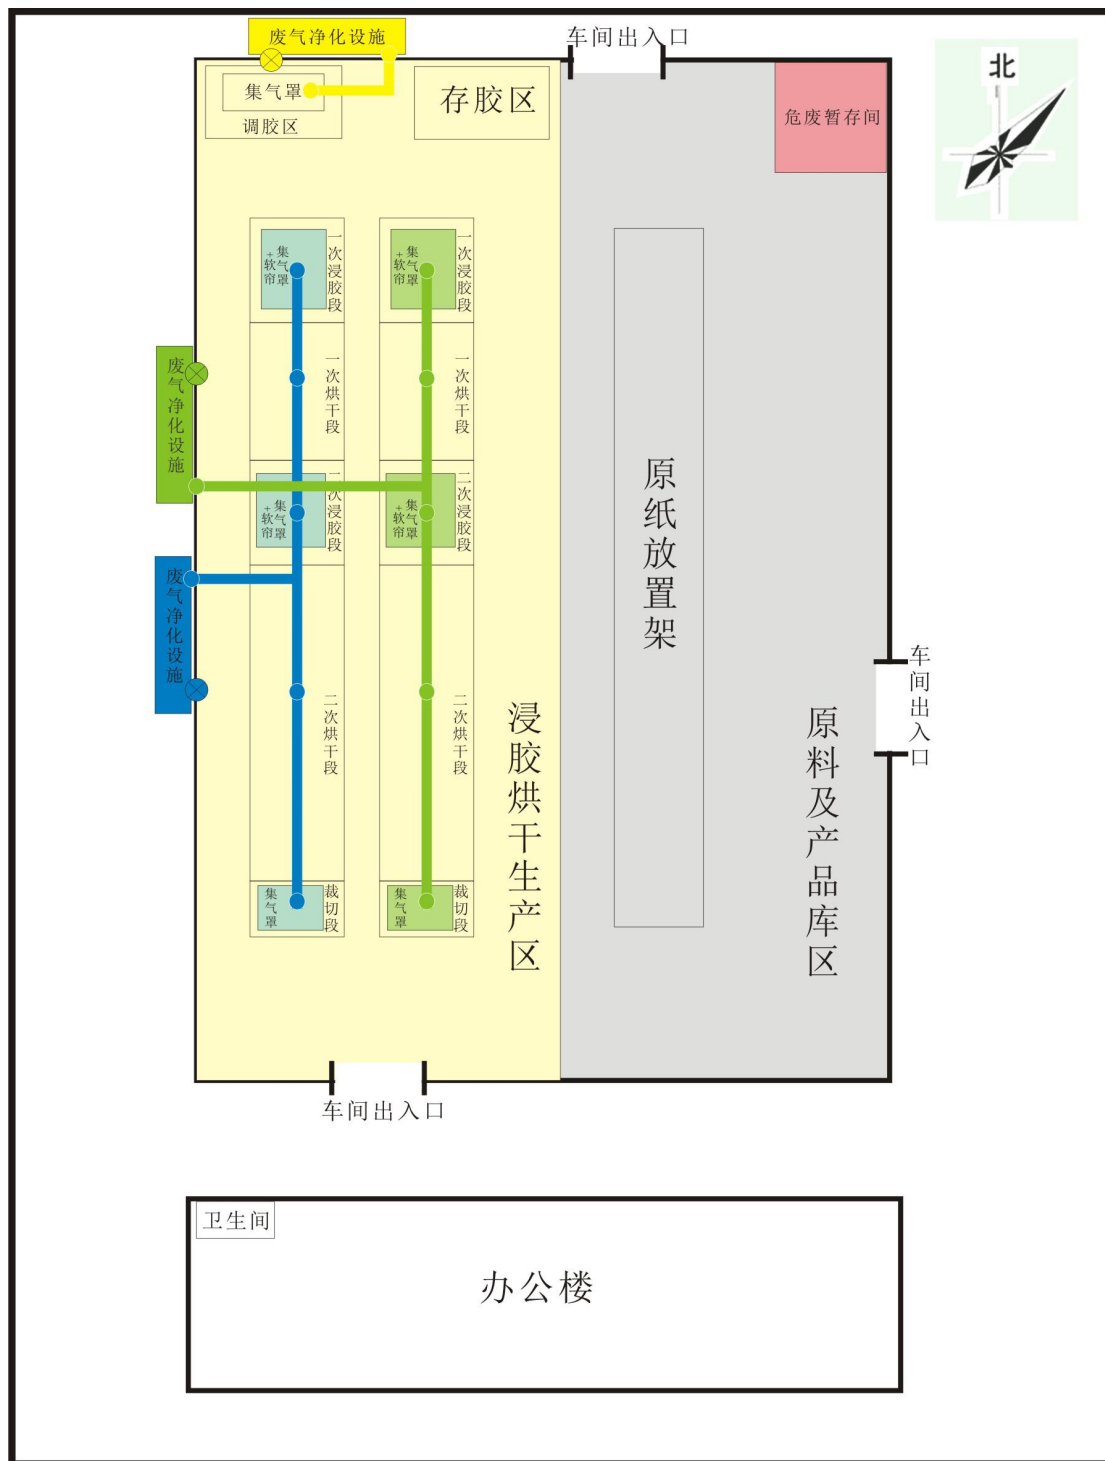 废气净化设施
车间出入口
北
集气罩
调胶区
存胶区
危废暂存间
集气罩
+软帘
一次浸胶段
集气罩
+软帘
一次浸胶段
一次烘干段
一次烘干段
废气净化设施
集气罩
+软帘
二次浸胶段
集气罩
+软帘
二次浸胶段
原纸放置架
废气净化设施
二次烘干段
二次烘干段
浸胶烘干生产区
原料及产品库区
车间出入口
集气罩
裁切段
集气罩
裁切段
车间出入口
卫生间
办公楼